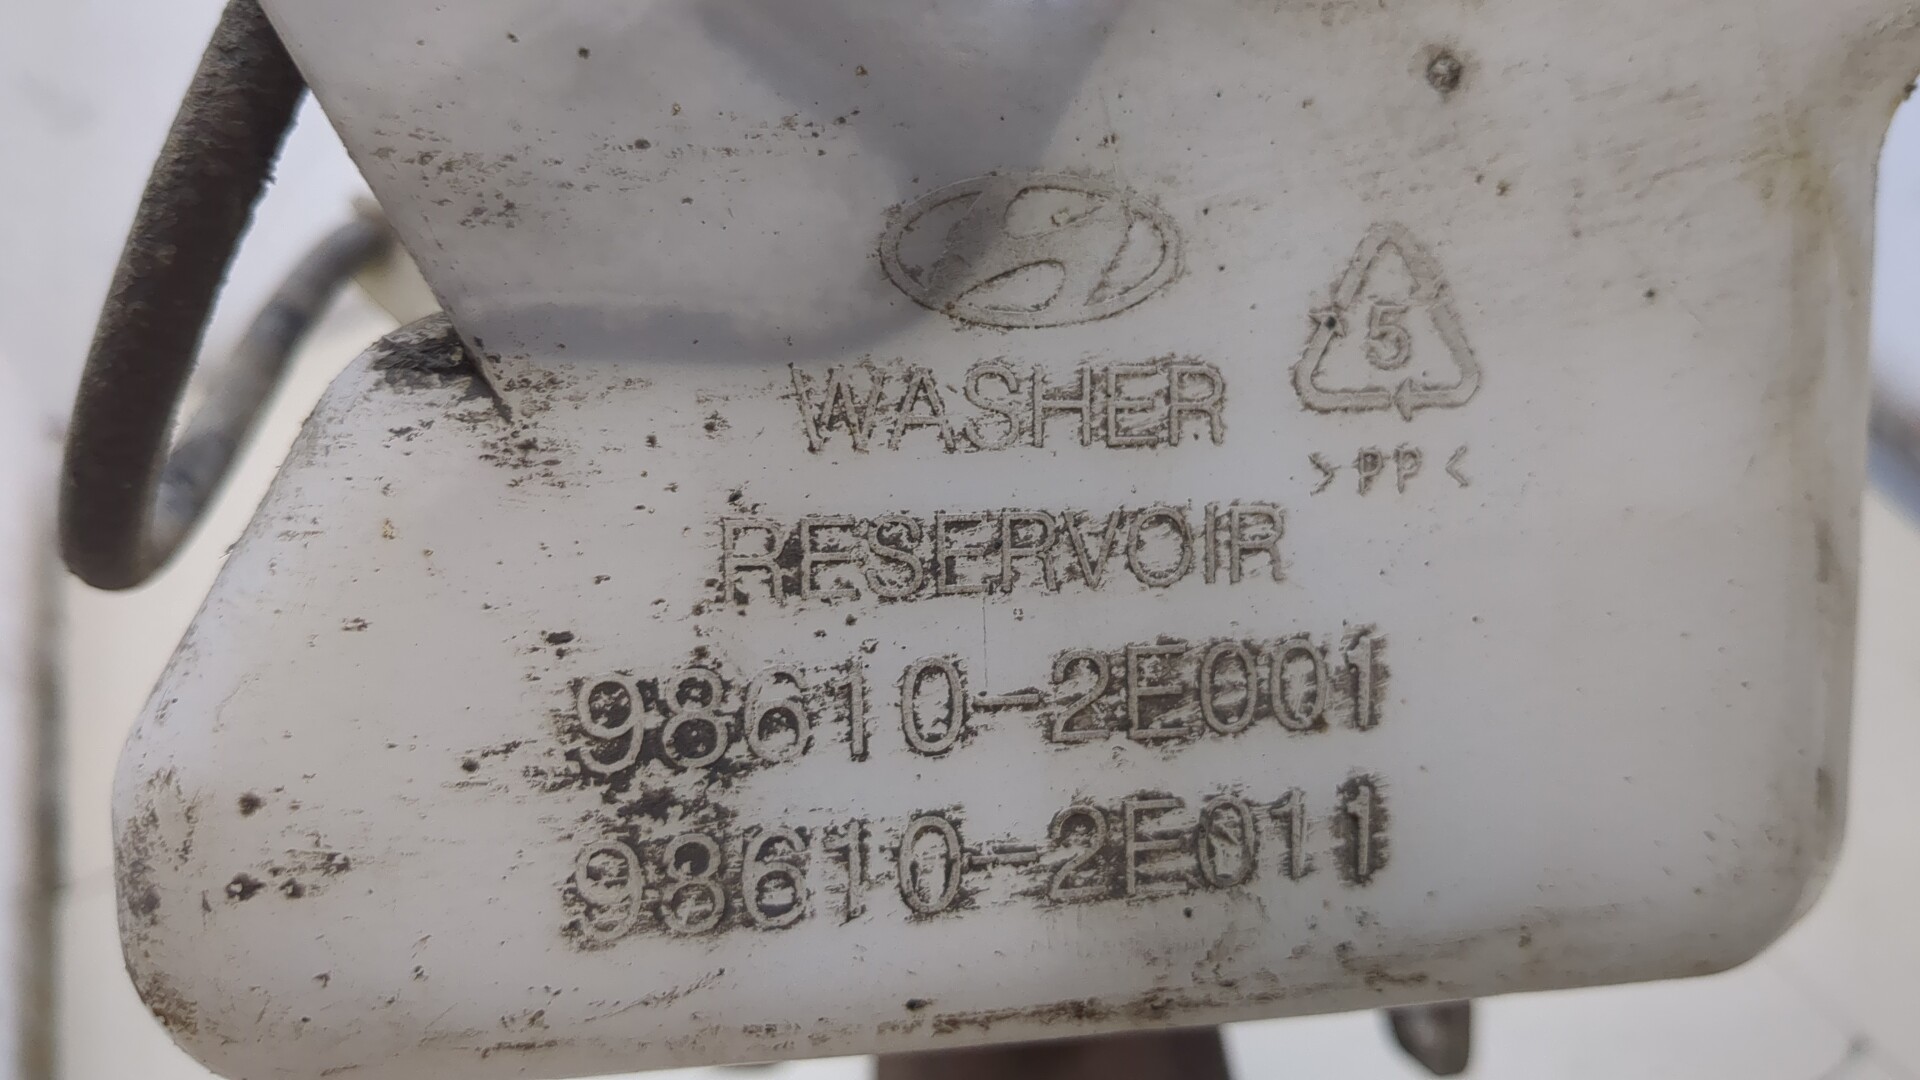 WASHER
5
>PP<
RESERVOIR
98610-2E001
98610-2E011